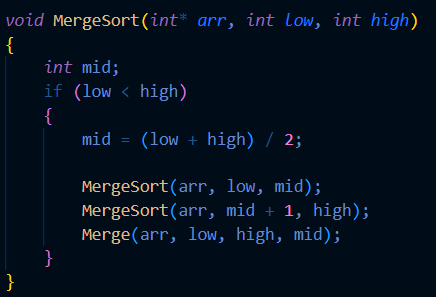 void MergeSort(int* arr, int low, int high)
{
    int mid;
    if (low < high)
    {
        mid = (low + high) / 2;

        MergeSort(arr, low, mid);
        MergeSort(arr, mid + 1, high);
        Merge(arr, low, high, mid);
    }
}